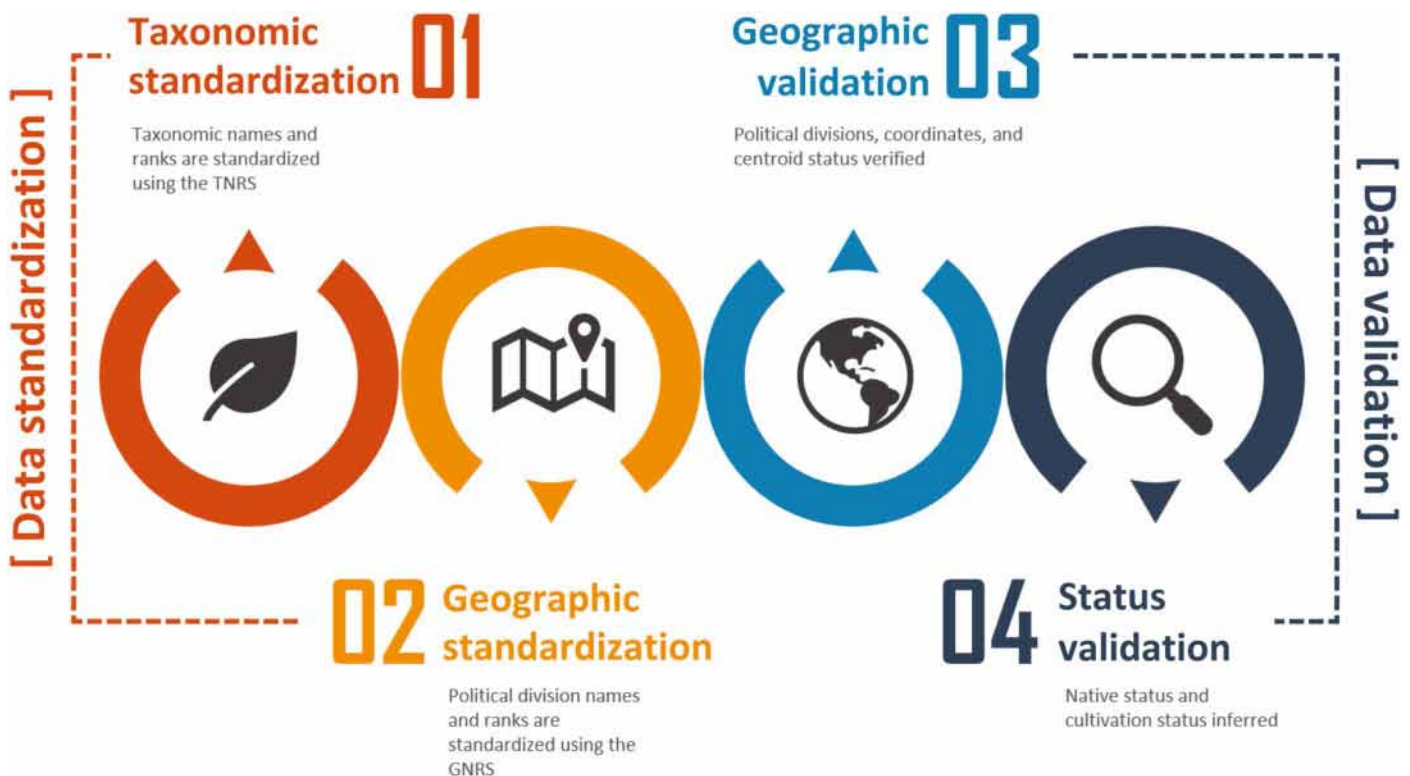 [ Data standardization ]
Taxonomic
standardization
01
Taxonomic names and
ranks are standardized
using the TNRS
02
Geographic
standardization
Political division names
and ranks are
standardized using the
GNRS
Geographic
validation
03
Political divisions, coordinates, and
centroid status verified
04
Status
validation
Native status and
cultivation status inferred
[ Data validation ]